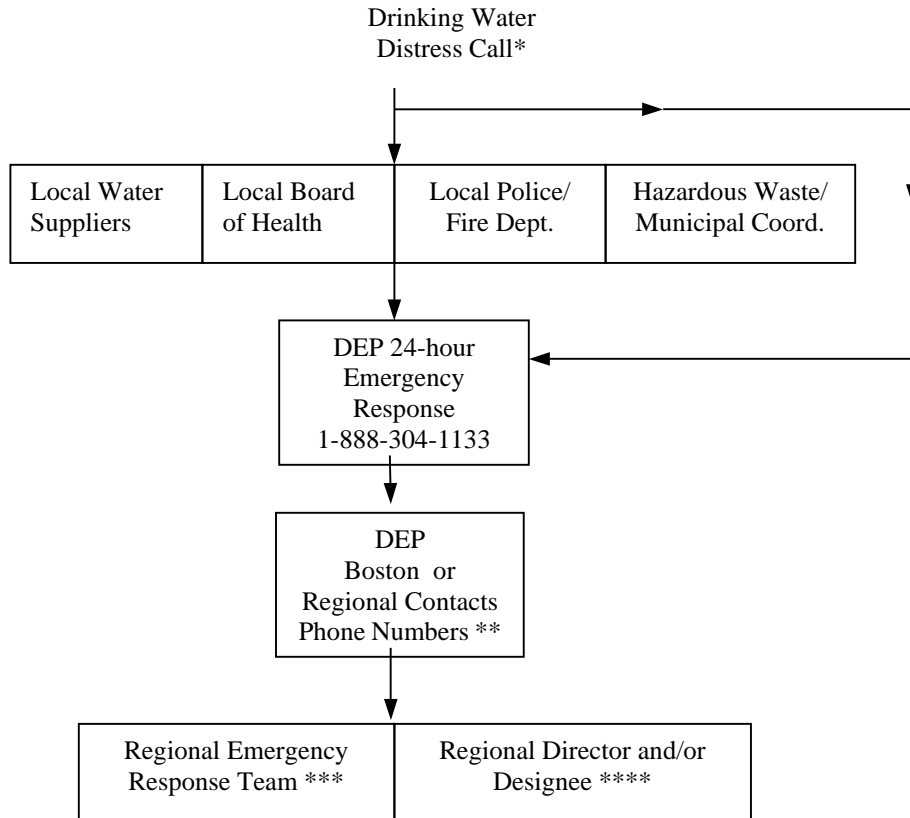 Drinking Water
Distress Call*
Local Water
Suppliers
Local Board
of Health
Local Police/
Fire Dept.
Hazardous Waste/
Municipal Coord.
DEP 24-hour
Emergency
Response
1-888-304-1133
DEP
Boston or
Regional Contacts
Phone Numbers **
Regional Emergency
Response Team ***
Regional Director and/or
Designee ****